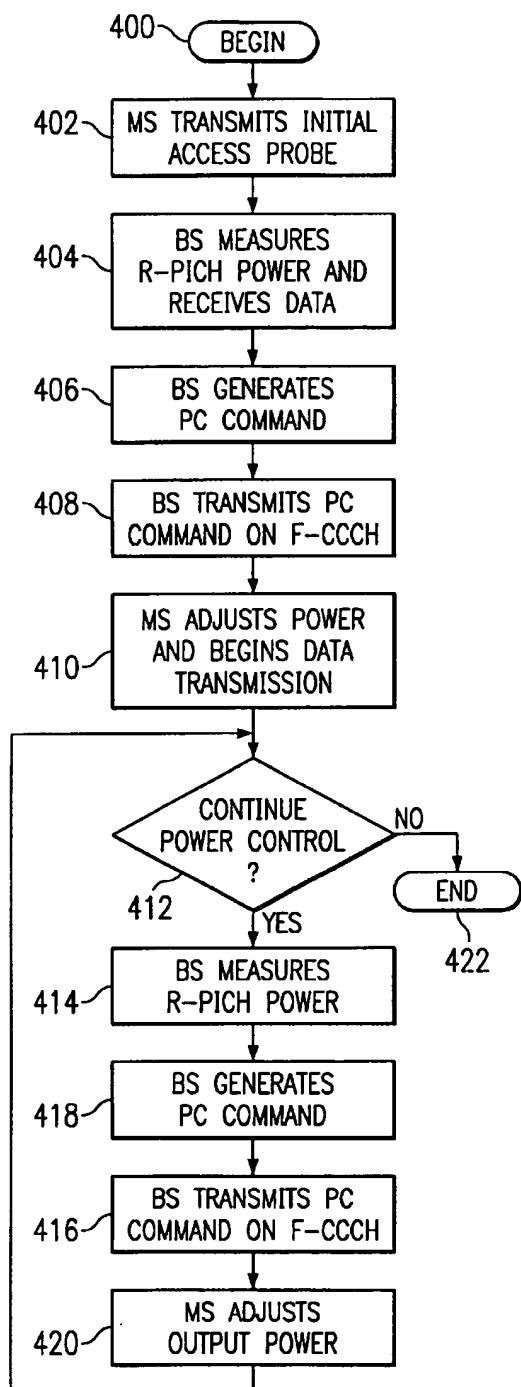 400
BEGIN
402
MS TRANSMITS INITIAL
ACCESS PROBE
404
BS MEASURES
R-PICH POWER AND
RECEIVES DATA
406
BS GENERATES
PC COMMAND
408
BS TRANSMITS PC
COMMAND ON F-CCCH
410
MS ADJUSTS POWER
AND BEGINS DATA
TRANSMISSION
CONTINUE
POWER CONTROL
?
412
NO
END
422
YES
414
BS MEASURES
R-PICH POWER
418
BS GENERATES
PC COMMAND
416
BS TRANSMITS PC
COMMAND ON F-CCCH
420
MS ADJUSTS
OUTPUT POWER